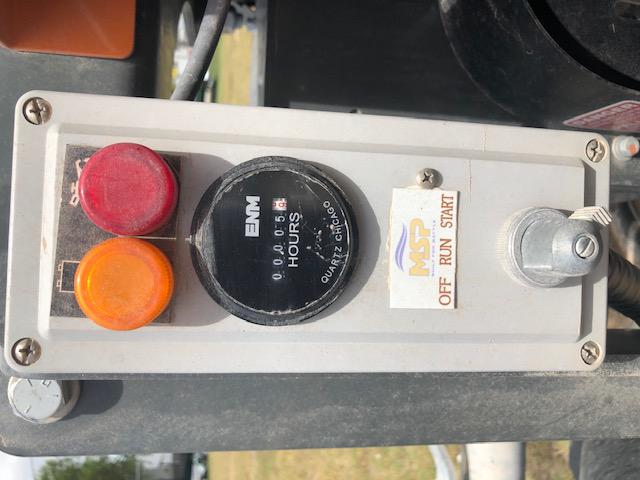 ENM
0 0 0 0 5
HOURS
QUARTZ CHICAGO
MSP
OFF RUN START